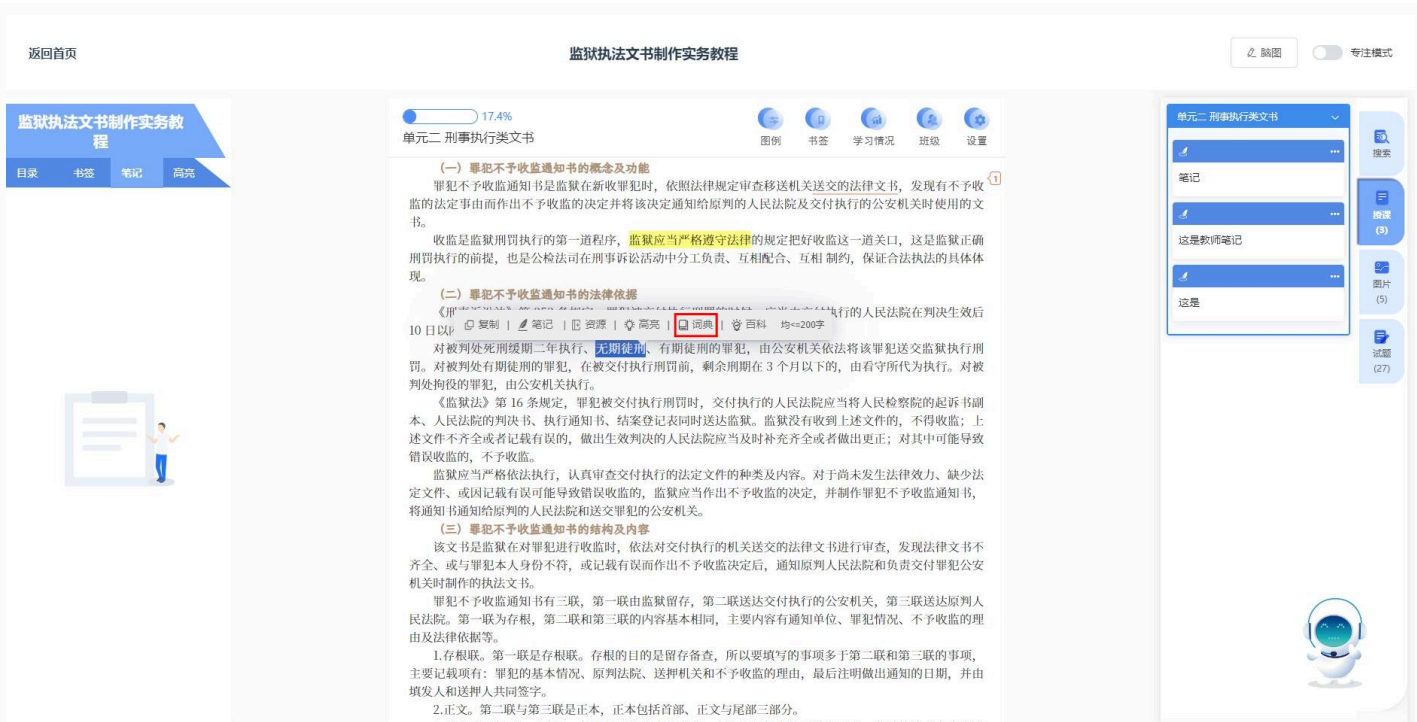 返回首页
监狱执法文书制作实务教程
脑图
专注模式
监狱执法文书制作实务教
程
目录 书签 笔记 高亮
17.4%
单元二 刑事执行类文书
图例 书签 学习情况 班级 设置
(一) 罪犯不予收监通知书的概念及功能
罪犯不予收监通知书是监狱在新收罪犯时，依照法律规定审查移送机关送交的法律文书，发现有不予收
1
监的法定事由而作出不予收监的决定并将该决定通知给原判的人民法院及交付执行的公安机关时使用的文
书。
收监是监狱刑罚执行的第一道程序，监狱应当严格遵守法律的规定把好收监这一道关口，这是监狱正确
刑罚执行的前提，也是公检法司在刑事诉讼活动中分工负责、互相配合、互相 制约，保证合法执法的具体体
现。
(二) 罪犯不予收监通知书的法律依据
行的人民法院在判决生效后
10 日以
复制 | 笔记 | 资源 | 高亮 | 词典 | 百科 均<=200字
对被判处死刑缓期二年执行、无期徒刑、有期徒刑的罪犯，由公安机关依法将该罪犯送交监狱执行刑
罚。对被判处有期徒刑的罪犯，在被交付执行刑罚前，剩余刑期在 3 个月以下的，由看守所代为执行。对被
判处拘役的罪犯，由公安机关执行。
《监狱法》第 16 条规定，罪犯被交付执行刑罚时，交付执行的人民法院应当将人民检察院的起诉书副
本、人民法院的判决书、执行通知书、结案登记表同时送达监狱。监狱没有收到上述文件的，不得收监；上
述文件不齐全或者记载有误的，做出生效判决的人民法院应当及时补充齐全或者做出更正；对其中可能导致
错误收监的，不予收监。
监狱应当严格依法执行，认真审查交付执行的法定文件的种类及内容。对于尚未发生法律效力、缺少法
定文件、或因记载有误可能导致错误收监的，监狱应当作出不予收监的决定，并制作罪犯不予收监通知书，
将通知书通知给原判的人民法院和送交罪犯的公安机关。
(三) 罪犯不予收监通知书的结构及内容
该文书是监狱在对罪犯进行收监时，依法对交付执行的机关送交的法律文书进行审查，发现法律文书不
齐全、或与罪犯本人身份不符，或记载有误而作出不予收监决定后，通知原判人民法院和负责交付罪犯公安
机关时制作的执法文书。
罪犯不予收监通知书有三联，第一联由监狱留存，第二联送达交付执行的公安机关，第三联送达原判人
民法院。第一联为存根，第二联和第三联的内容基本相同，主要内容有通知单位、罪犯情况、不予收监的理
由及法律依据等。
1.存根联。第一联是存根联。存根的目的是留存备查，所以要填写的事项多于第二联和第三联的事项，
主要记载项有：罪犯的基本情况、原判法院、送押机关和不予收监的理由，最后注明做出通知的日期，并由
填发人和送押人共同签字。
2.正文。第二联与第三联是正本，正本包括首部、正文与尾部三部分。
单元二 刑事执行类文书
笔记
这是教师笔记
这是
搜索
授课
(3)
图片
(5)
试题
(27)